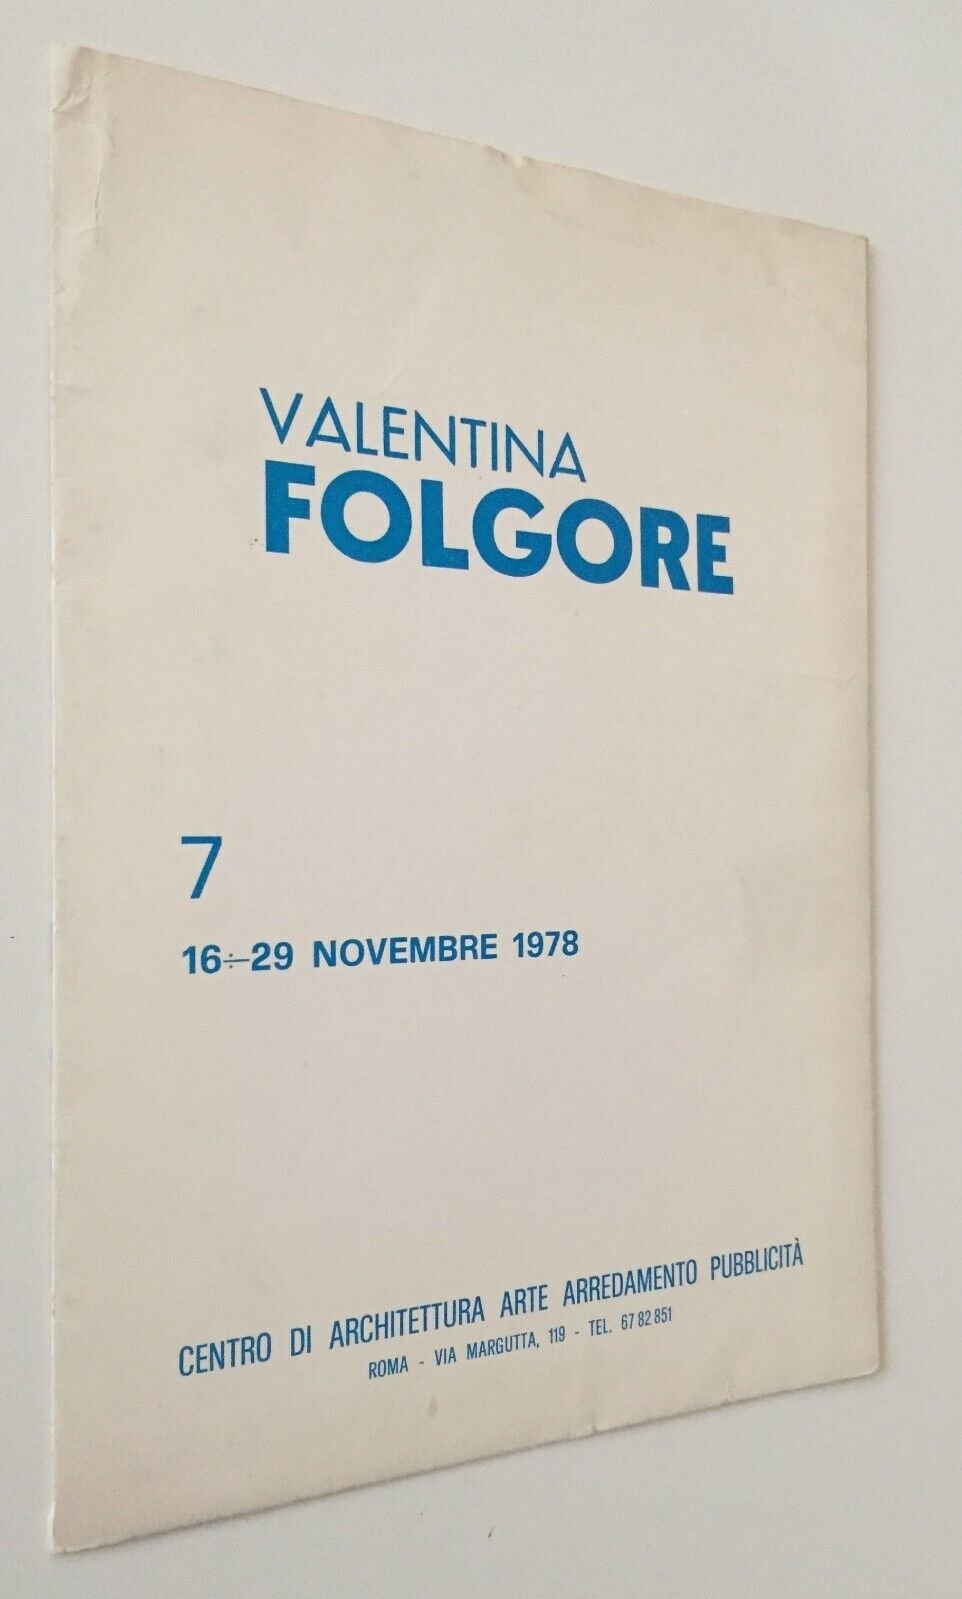 VALENTINA
FOLGORE
7
16÷29 NOVEMBRE 1978
CENTRO DI ARCHITETTURA ARTE ARREDAMENTO PUBBLICITÀ
ROMA - VIA MARGUTTA, 119 - TEL. 67 82 851